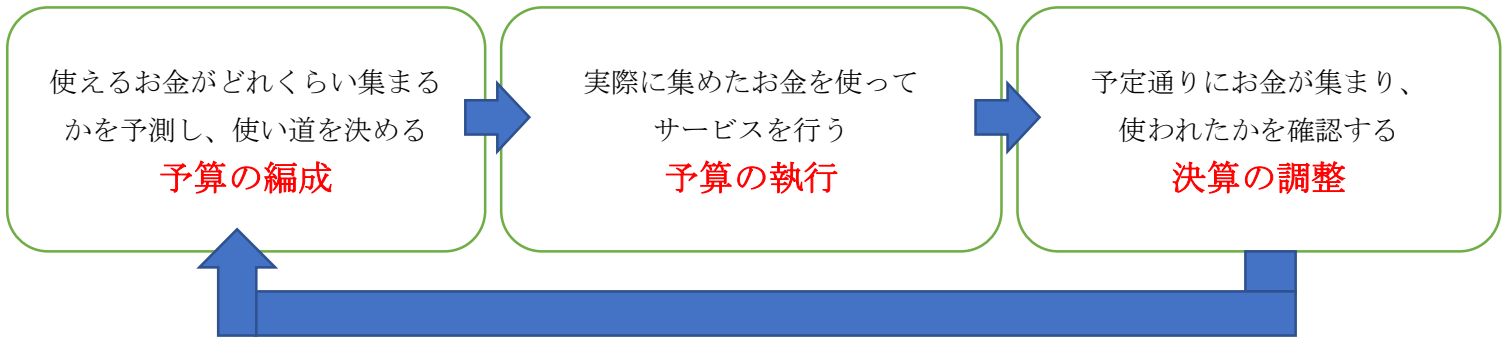 使えるお金がどれくらい集まる
かを予測し、使い道を決める
予算の編成
実際に集めたお金を使って
サービスを行う
予算の執行
予定通りにお金が集まり、
使われたかを確認する
決算の調整